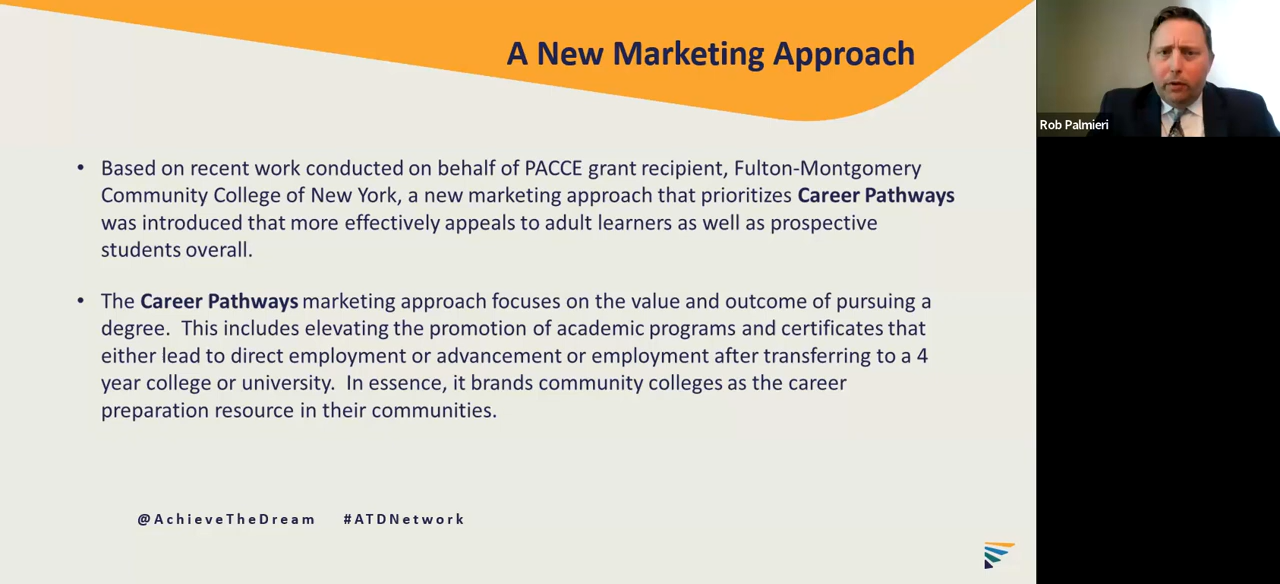 A New Marketing Approach
Rob Palmieri
• Based on recent work conducted on behalf of PACCE grant recipient, Fulton-Montgomery
Community College of New York, a new marketing approach that prioritizes Career Pathways
was introduced that more effectively appeals to adult learners as well as prospective
students overall.
• The Career Pathways marketing approach focuses on the value and outcome of pursuing a
degree.  This includes elevating the promotion of academic programs and certificates that
either lead to direct employment or advancement or employment after transferring to a 4
year college or university.  In essence, it brands community colleges as the career
preparation resource in their communities.
@AchieveTheDream #ATDNetwork